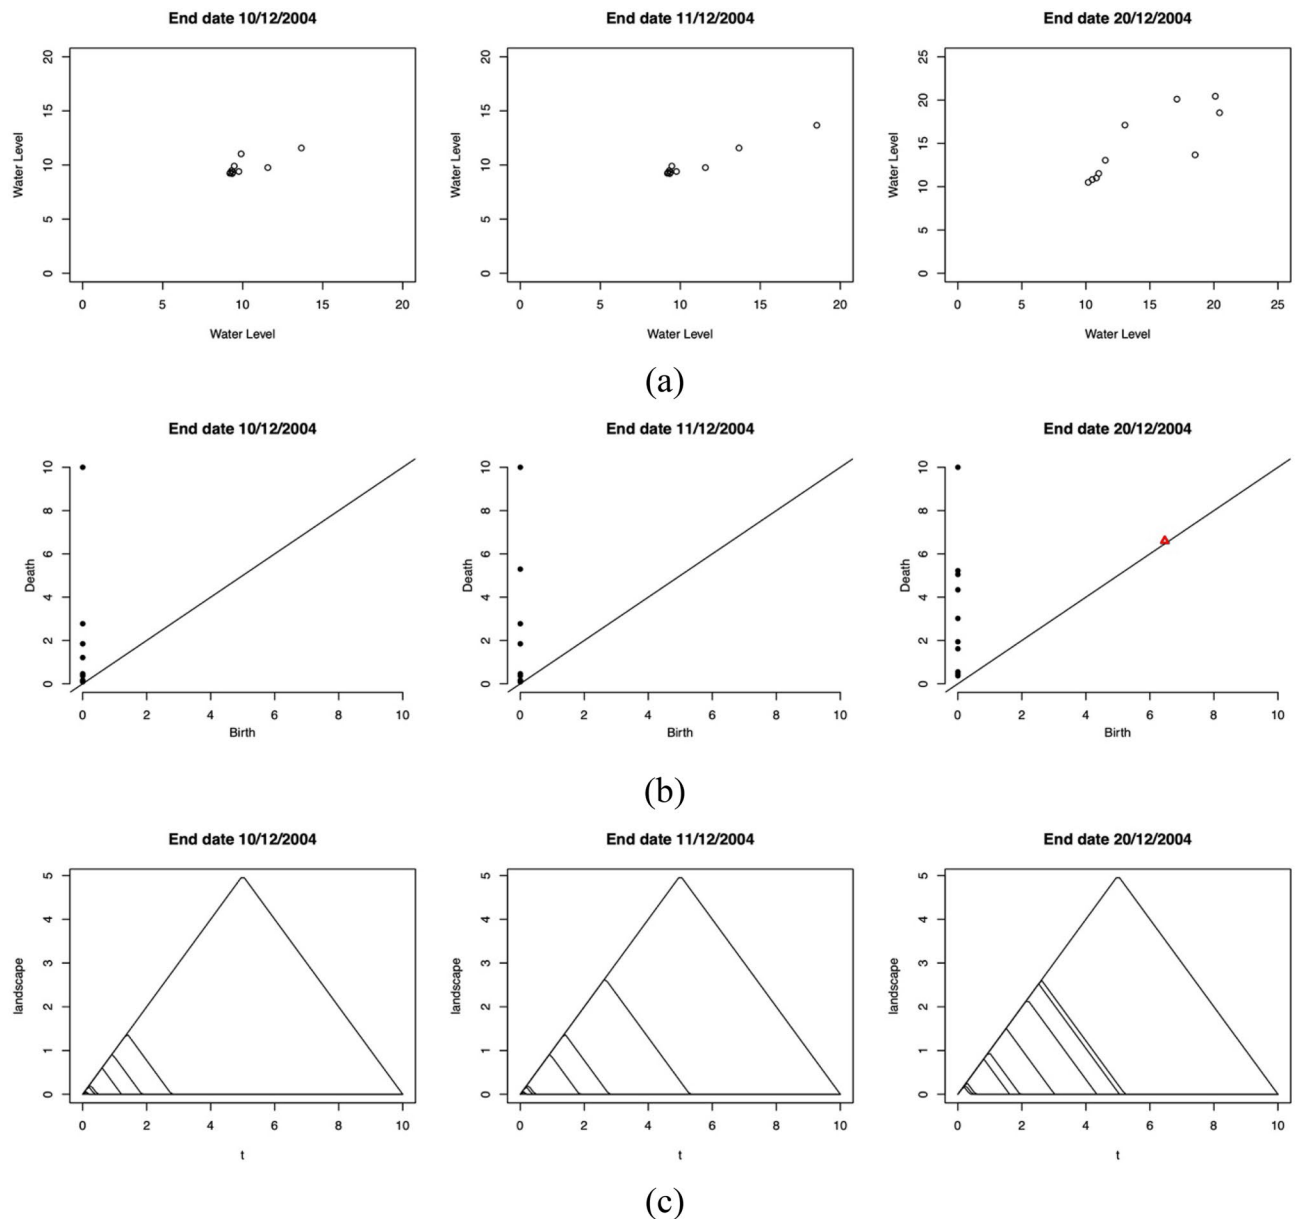 End date 10/12/2004 End date 11/12/2004 End date 20/12/2004
Water Level Water Level Water Level
20 20 25
15 15 20
10 10 15
5 5 10
0 0 5
0
0 5 10 15 20 0 5 10 15 20 0 5 10 15 20 25
Water Level Water Level Water Level
(a)
End date 10/12/2004 End date 11/12/2004 End date 20/12/2004
Death Death Death
10 10 10
8 8 8
6 6 6
4 4 4
2 2 2
0 0 0
0 2 4 6 8 10 0 2 4 6 8 10 0 2 4 6 8 10
Birth Birth Birth
(b)
End date 10/12/2004 End date 11/12/2004 End date 20/12/2004
landscape landscape landscape
5 5 5
4 4 4
3 3 3
2 2 2
1 1 1
0 0 0
0 2 4 6 8 10 0 2 4 6 8 10 0 2 4 6 8 10
t t t
(c)